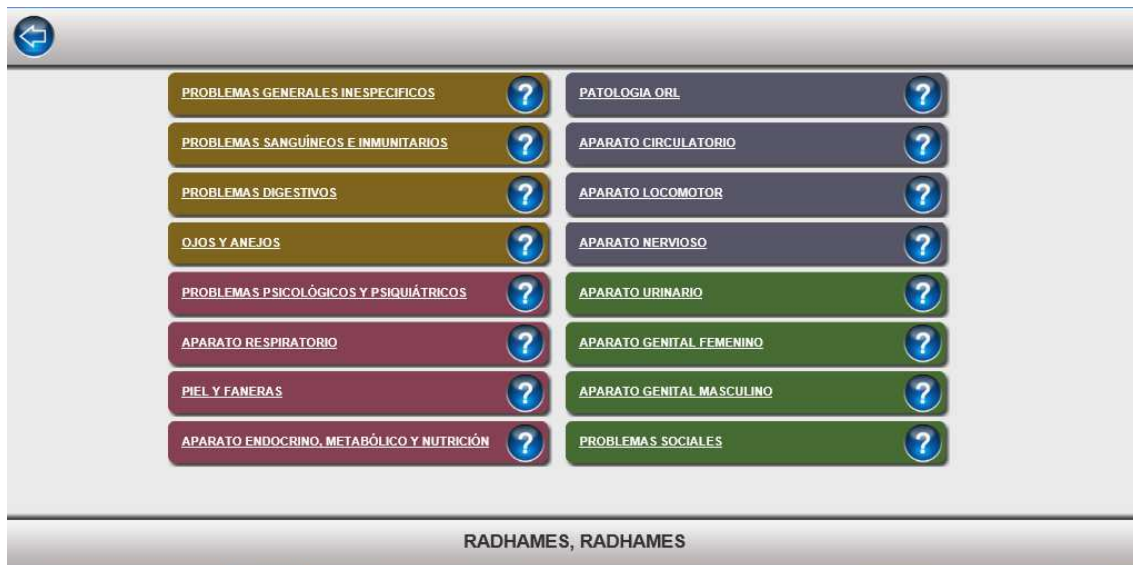 PROBLEMAS GENERALES INESPECIFICOS
PROBLEMAS SANGUÍNEOS E INMUNITARIOS
PROBLEMAS DIGESTIVOS
OJOS Y ANEJOS
PROBLEMAS PSICOLÓGICOS Y PSIQUIÁTRICOS
APARATO RESPIRATORIO
PIEL Y FANERAS
APARATO ENDOCRINO, METABÓLICO Y NUTRICIÓN
PATOLOGIA ORL
APARATO CIRCULATORIO
APARATO LOCOMOTOR
APARATO NERVIOSO
APARATO URINARIO
APARATO GENITAL FEMENINO
APARATO GENITAL MASCULINO
PROBLEMAS SOCIALES
RADHAMES, RADHAMES